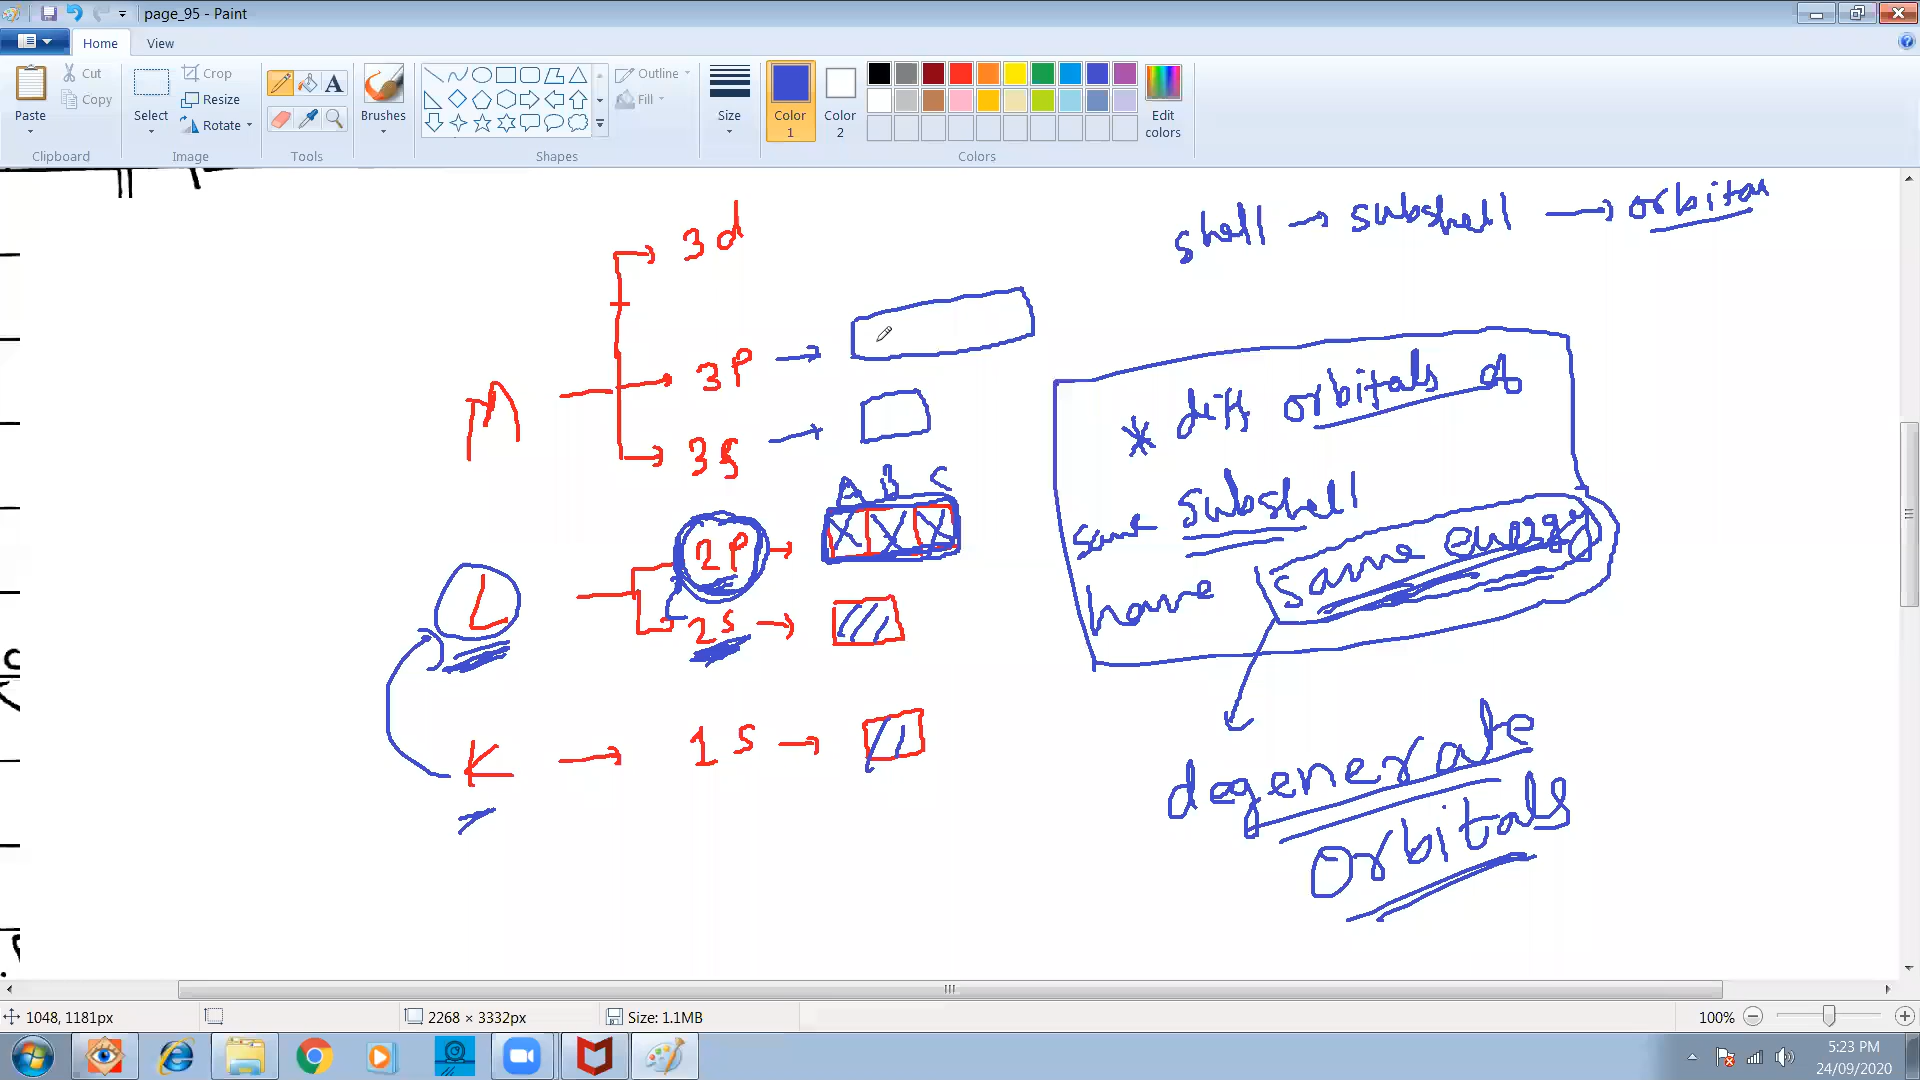 page_95 - Paint
Home View
Cut
Copy
Paste
Clipboard
Crop
Resize
Rotate
Select
Image
Tools
Brushes
Outline
Fill
Shapes
Size
Color 1
Color 2
Edit colors
Colors
shell → subshell → orbital
3d
3p
3s
M
A B C
2p
L
2s
K → 1s →
* diff orbitals of
same subshell
have same energy
degenerate
orbitals
1048, 1181px
2268 × 3332px
Size: 1.1MB
100%
5:23 PM
24/09/2020